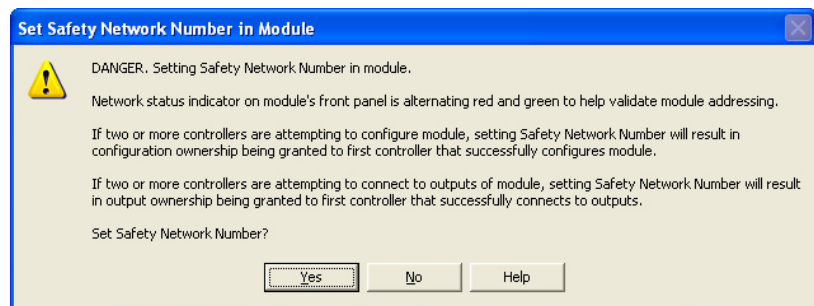 Set Safety Network Number in Module
DANGER. Setting Safety Network Number in module.
Network status indicator on module's front panel is alternating red and green to help validate module addressing.
If two or more controllers are attempting to configure module, setting Safety Network Number will result in
configuration ownership being granted to first controller that successfully configures module.
If two or more controllers are attempting to connect to outputs of module, setting Safety Network Number will result
in output ownership being granted to first controller that successfully connects to outputs.
Set Safety Network Number?
Yes No Help